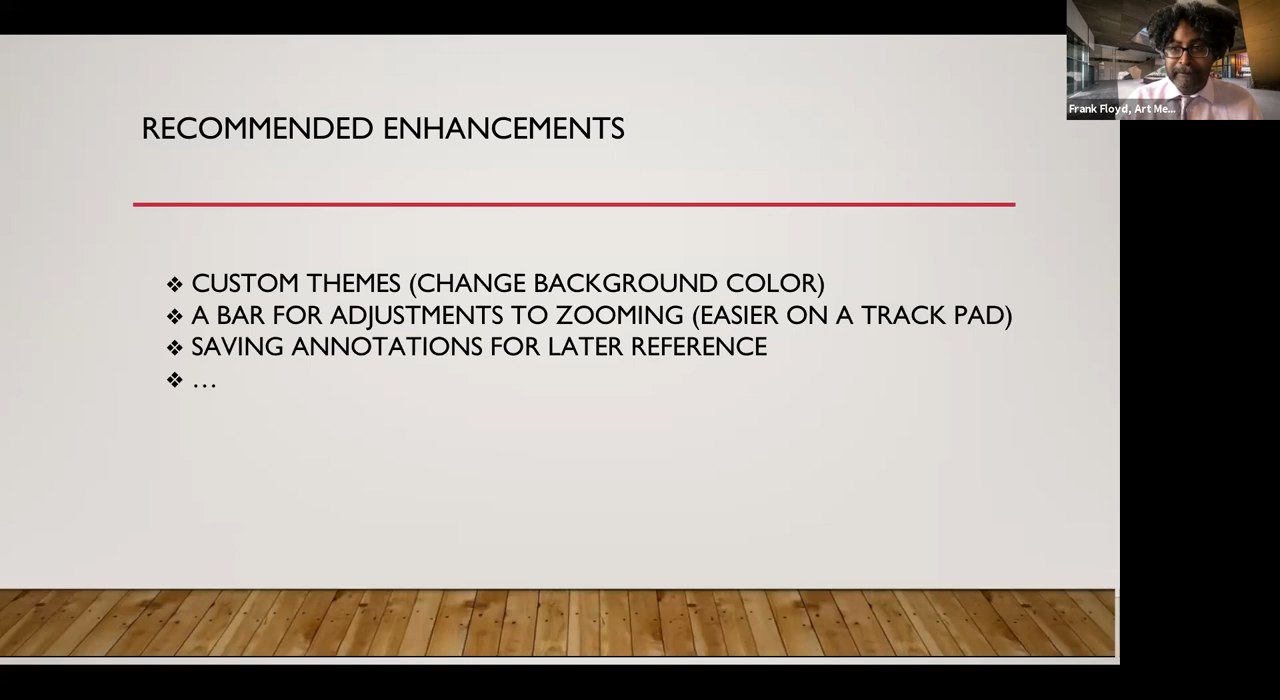 RECOMMENDED ENHANCEMENTS
❖ CUSTOM THEMES (CHANGE BACKGROUND COLOR)
❖ A BAR FOR ADJUSTMENTS TO ZOOMING (EASIER ON A TRACK PAD)
❖ SAVING ANNOTATIONS FOR LATER REFERENCE
❖ …
Frank Floyd, Art Me...